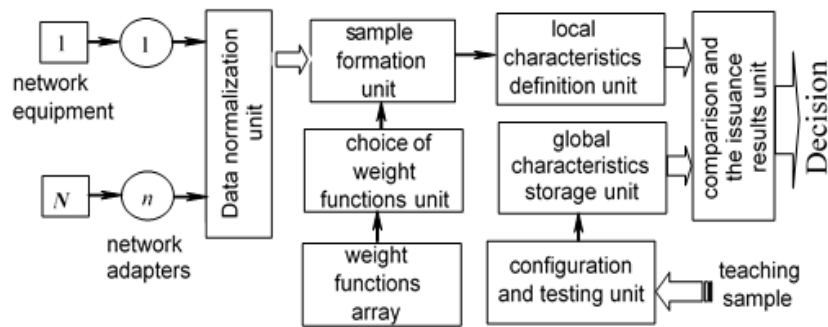 1
1
network
equipment
N
n
network
adapters
Data normalization
unit
sample
formation
unit
choice of
weight
functions unit
weight
functions
array
local
characteristics
definition unit
global
characteristics
storage unit
configuration
and testing unit
teaching
sample
comparison and
the issuance
results unit
Decision